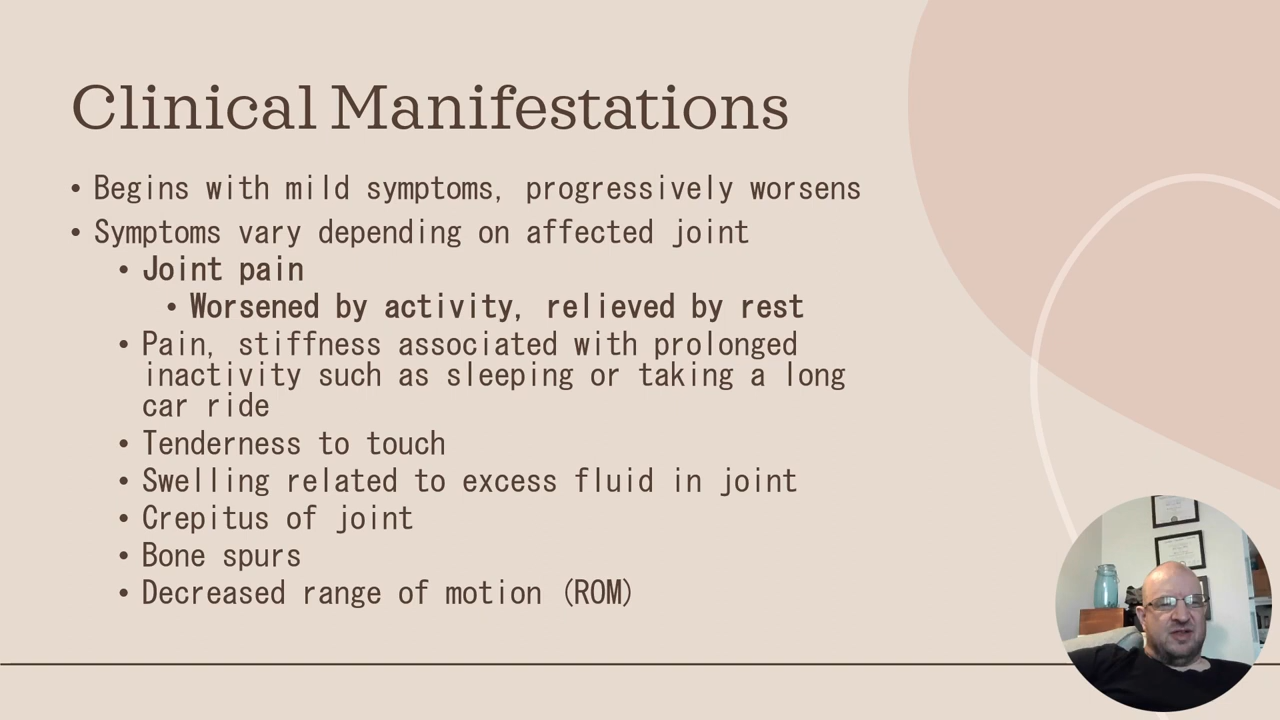 Clinical Manifestations
• Begins with mild symptoms, progressively worsens
• Symptoms vary depending on affected joint
• Joint pain
• Worsened by activity, relieved by rest
• Pain, stiffness associated with prolonged
inactivity such as sleeping or taking a long
car ride
• Tenderness to touch
• Swelling related to excess fluid in joint
• Crepitus of joint
• Bone spurs
• Decreased range of motion (ROM)